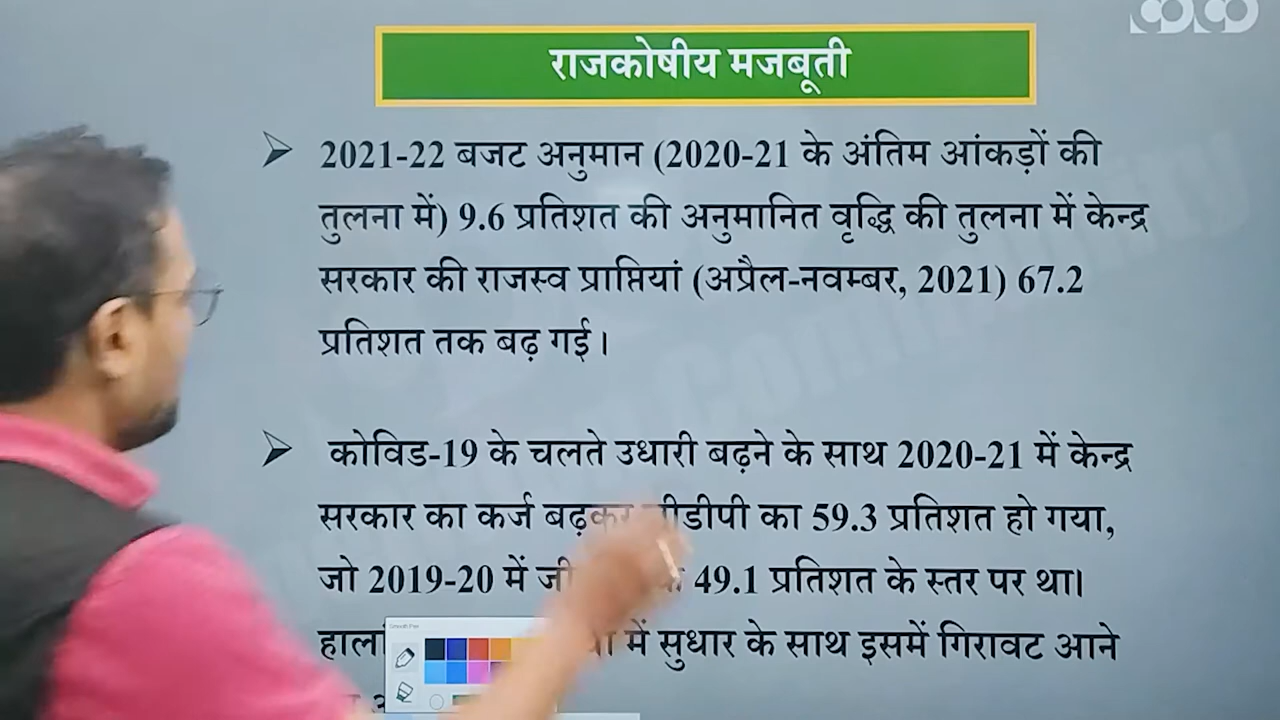 राजकोषीय मजबूती
2021-22 बजट अनुमान (2020-21 के अंतिम आंकड़ों की
तुलना में) 9.6 प्रतिशत की अनुमानित वृद्धि की तुलना में केन्द्र
सरकार की राजस्व प्राप्तियां (अप्रैल-नवम्बर, 2021) 67.2
प्रतिशत तक बढ़ गई।
कोविड-19 के चलते उधारी बढ़ने के साथ 2020-21 में केन्द्र
सरकार का कर्ज बढ़कर जीडीपी का 59.3 प्रतिशत हो गया,
जो 2019-20 में 49.1 प्रतिशत के स्तर पर था।
में सुधार के साथ इसमें गिरावट आने